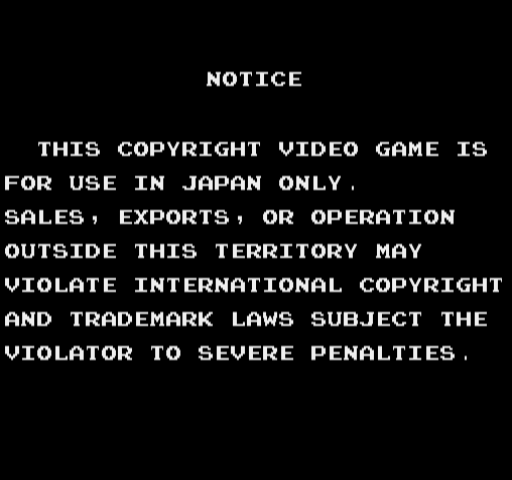 NOTICE
THIS COPYRIGHT VIDEO GAME IS
FOR USE IN JAPAN ONLY.
SALES, EXPORTS, OR OPERATION
OUTSIDE THIS TERRITORY MAY
VIOLATE INTERNATIONAL COPYRIGHT
AND TRADEMARK LAWS SUBJECT THE
VIOLATOR TO SEVERE PENALTIES.